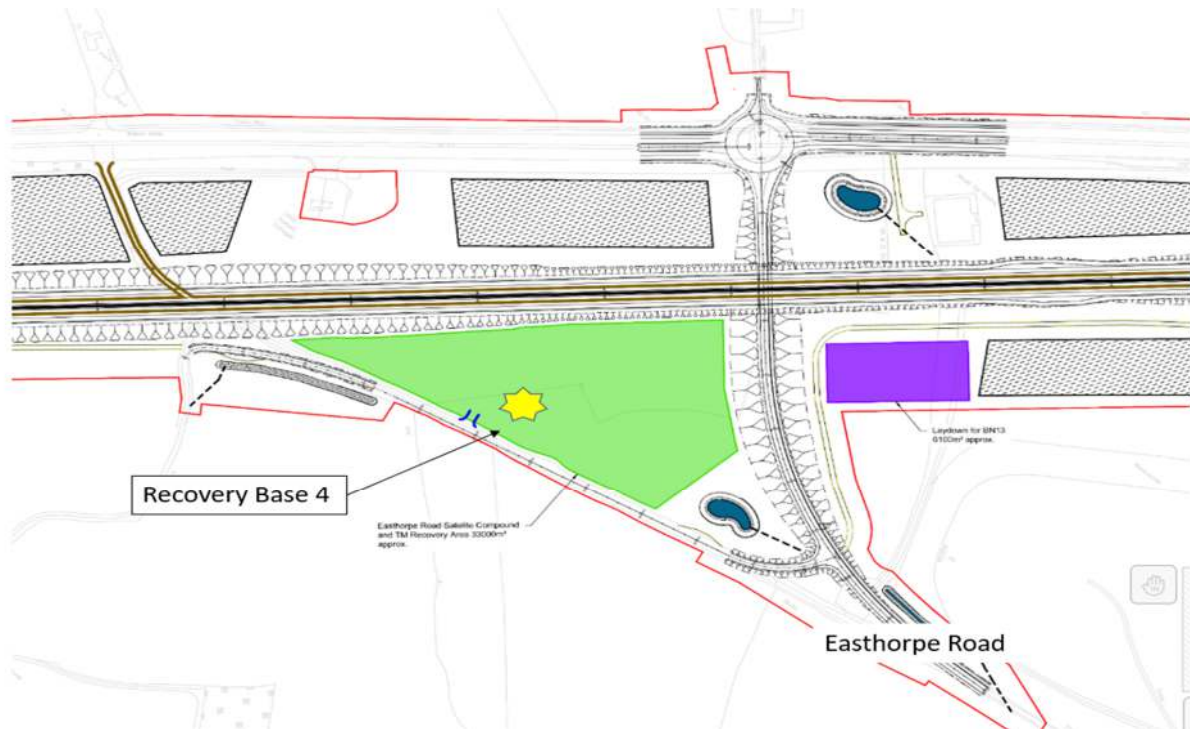 Laydown for BN13
6100m² approx.
Recovery Base 4
Easthorpe Road Satellite Compound
and TM Recovery Area 33000m²
approx.
Easthorpe Road